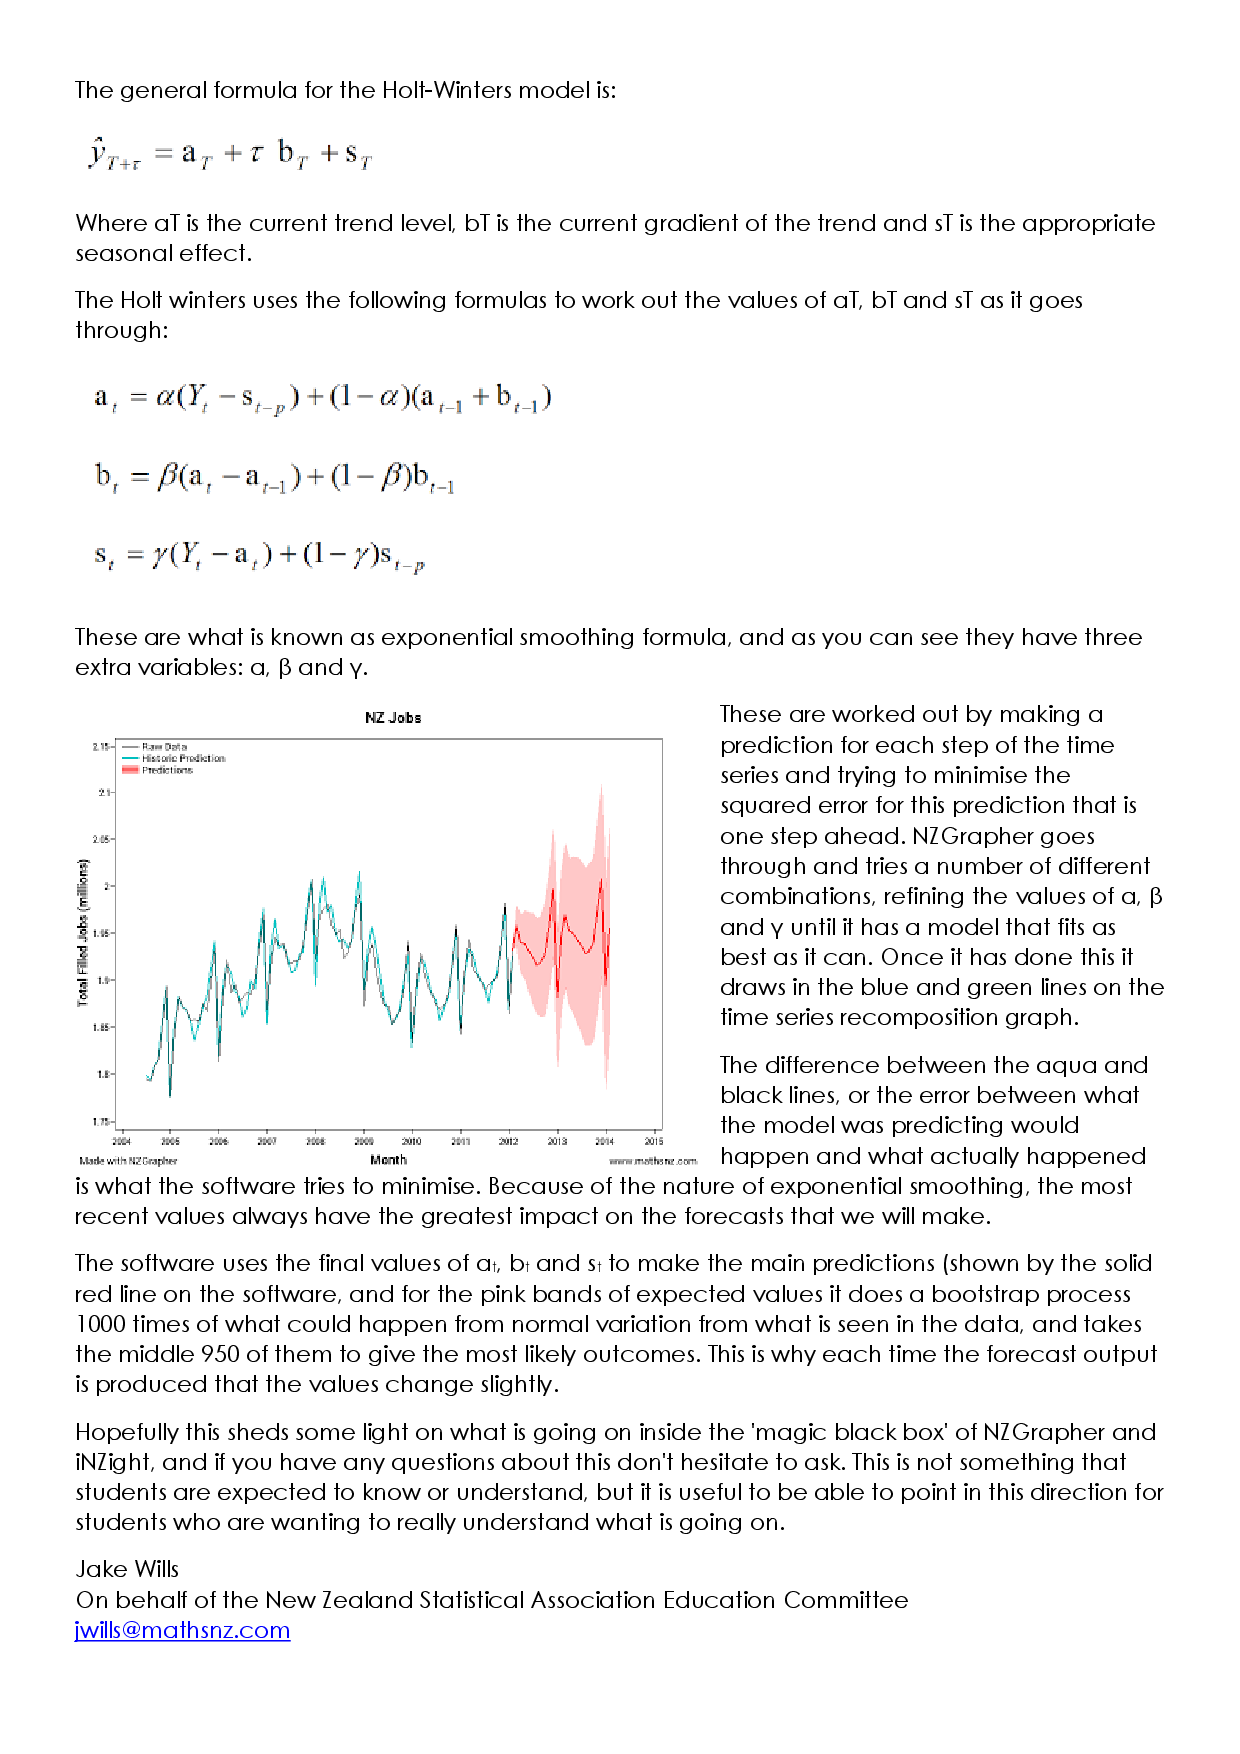 The general formula for the Holt-Winters model is:
ŷ_{T+τ} = a_T + τ b_T + s_T
Where aT is the current trend level, bT is the current gradient of the trend and sT is the appropriate
seasonal effect.
The Holt winters uses the following formulas to work out the values of aT, bT and sT as it goes
through:
a_t = α(Y_t − s_{t−p}) + (1 − α)(a_{t−1} + b_{t−1})
b_t = β(a_t − a_{t−1}) + (1 − β)b_{t−1}
s_t = γ(Y_t − a_t) + (1 − γ)s_{t−p}
These are what is known as exponential smoothing formula, and as you can see they have three
extra variables: α, β and γ.
NZ Jobs
Raw Data
Historic Prediction
Predictions
2.15
2.1
2.05
2
1.95
1.9
1.85
1.8
1.75
Total Filled Jobs (millions)
2004 2005 2006 2007 2008 2009 2010 2011 2012 2013 2014 2015
Made with NZGrapher
Month
www.mathsnz.com
These are worked out by making a
prediction for each step of the time
series and trying to minimise the
squared error for this prediction that is
one step ahead. NZGrapher goes
through and tries a number of different
combinations, refining the values of α, β
and γ until it has a model that fits as
best as it can. Once it has done this it
draws in the blue and green lines on the
time series recomposition graph.
The difference between the aqua and
black lines, or the error between what
the model was predicting would
happen and what actually happened
is what the software tries to minimise. Because of the nature of exponential smoothing, the most
recent values always have the greatest impact on the forecasts that we will make.
The software uses the final values of aₜ, bₜ and sₜ to make the main predictions (shown by the solid
red line on the software, and for the pink bands of expected values it does a bootstrap process
1000 times of what could happen from normal variation from what is seen in the data, and takes
the middle 950 of them to give the most likely outcomes. This is why each time the forecast output
is produced that the values change slightly.
Hopefully this sheds some light on what is going on inside the 'magic black box' of NZGrapher and
iNZight, and if you have any questions about this don't hesitate to ask. This is not something that
students are expected to know or understand, but it is useful to be able to point in this direction for
students who are wanting to really understand what is going on.
Jake Wills
On behalf of the New Zealand Statistical Association Education Committee
jwills@mathsnz.com